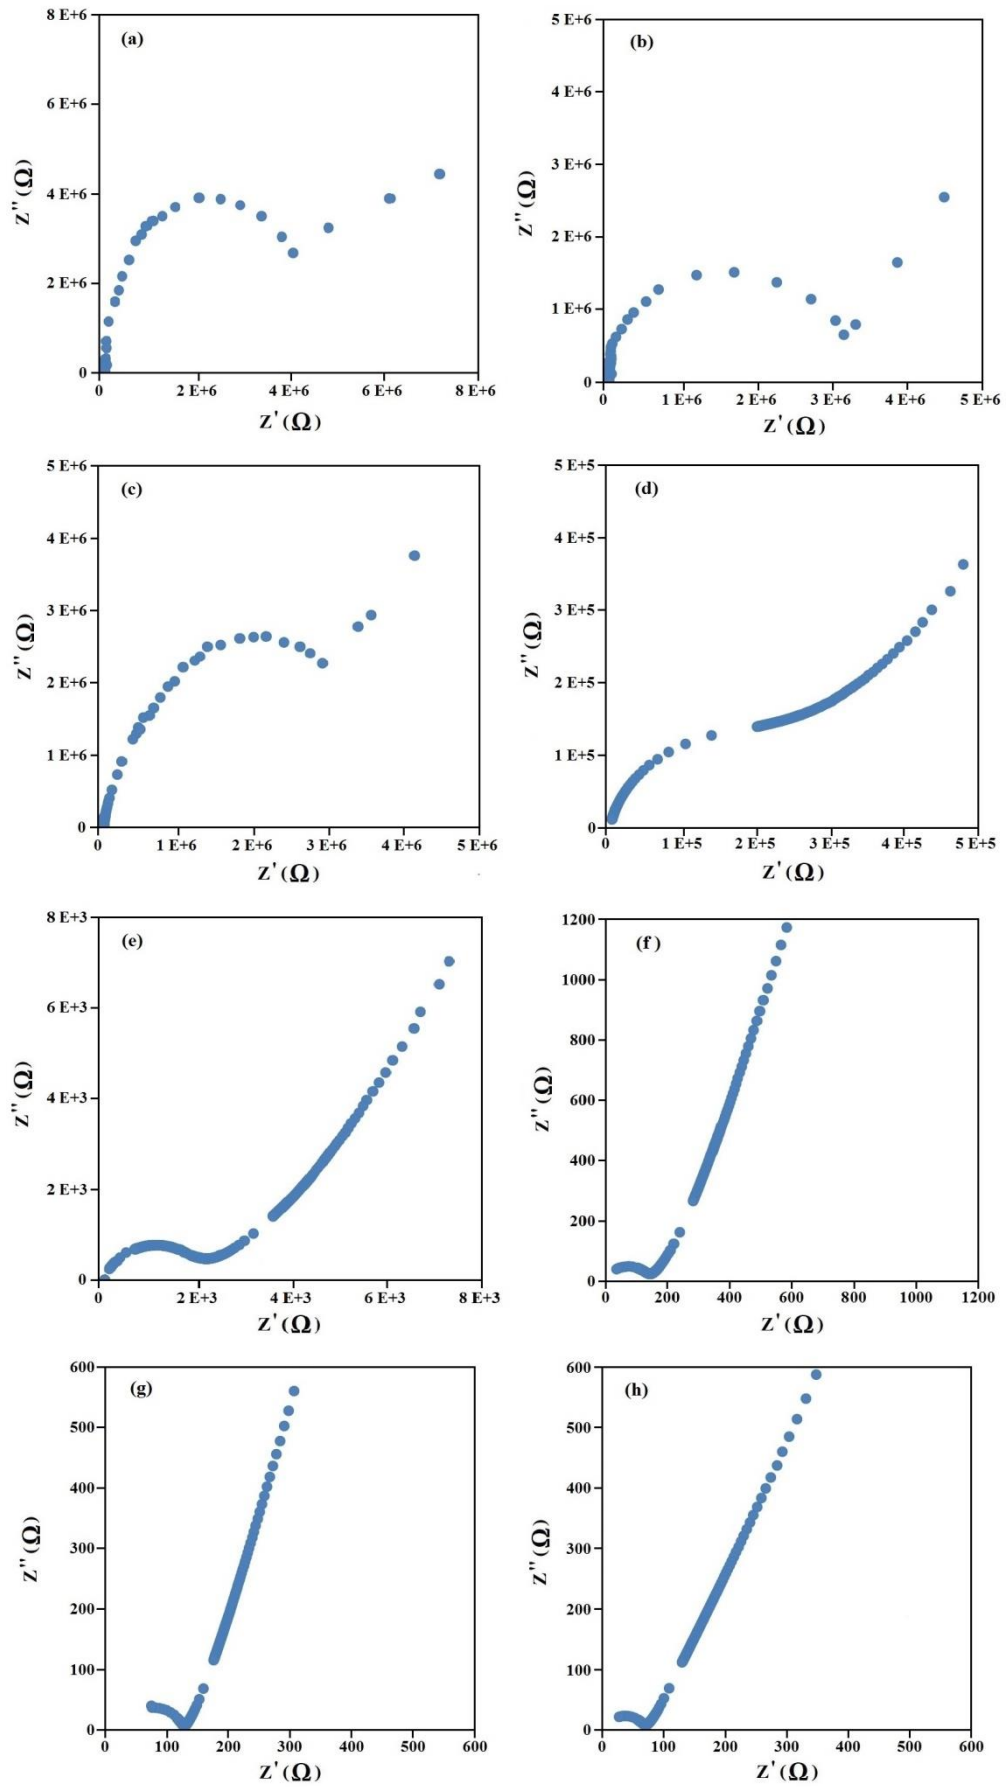 (a)
8 E+6
6 E+6
4 E+6
2 E+6
0
0
2 E+6
4 E+6
6 E+6
8 E+6
Z'' (Ω)
Z' (Ω)
(b)
5 E+6
4 E+6
3 E+6
2 E+6
1 E+6
0
0
1 E+6
2 E+6
3 E+6
4 E+6
5 E+6
Z'' (Ω)
Z' (Ω)
(c)
5 E+6
4 E+6
3 E+6
2 E+6
1 E+6
0
0
1 E+6
2 E+6
3 E+6
4 E+6
5 E+6
Z'' (Ω)
Z' (Ω)
(d)
5 E+5
4 E+5
3 E+5
2 E+5
1 E+5
0
0
1 E+5
2 E+5
3 E+5
4 E+5
5 E+5
Z'' (Ω)
Z' (Ω)
(e)
8 E+3
6 E+3
4 E+3
2 E+3
0
0
2 E+3
4 E+3
6 E+3
8 E+3
Z'' (Ω)
Z' (Ω)
(f )
1200
1000
800
600
400
200
0
0
200
400
600
800
1000
1200
Z'' (Ω)
Z' (Ω)
(g)
600
500
400
300
200
100
0
0
100
200
300
400
500
600
Z'' (Ω)
Z' (Ω)
(h)
600
500
400
300
200
100
0
0
100
200
300
400
500
600
Z'' (Ω)
Z' (Ω)